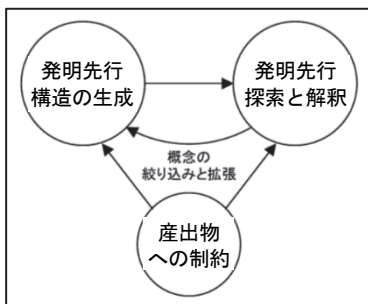 発明先行
構造の生成
発明先行
探索と解釈
概念の
絞り込みと拡張
産出物
への制約